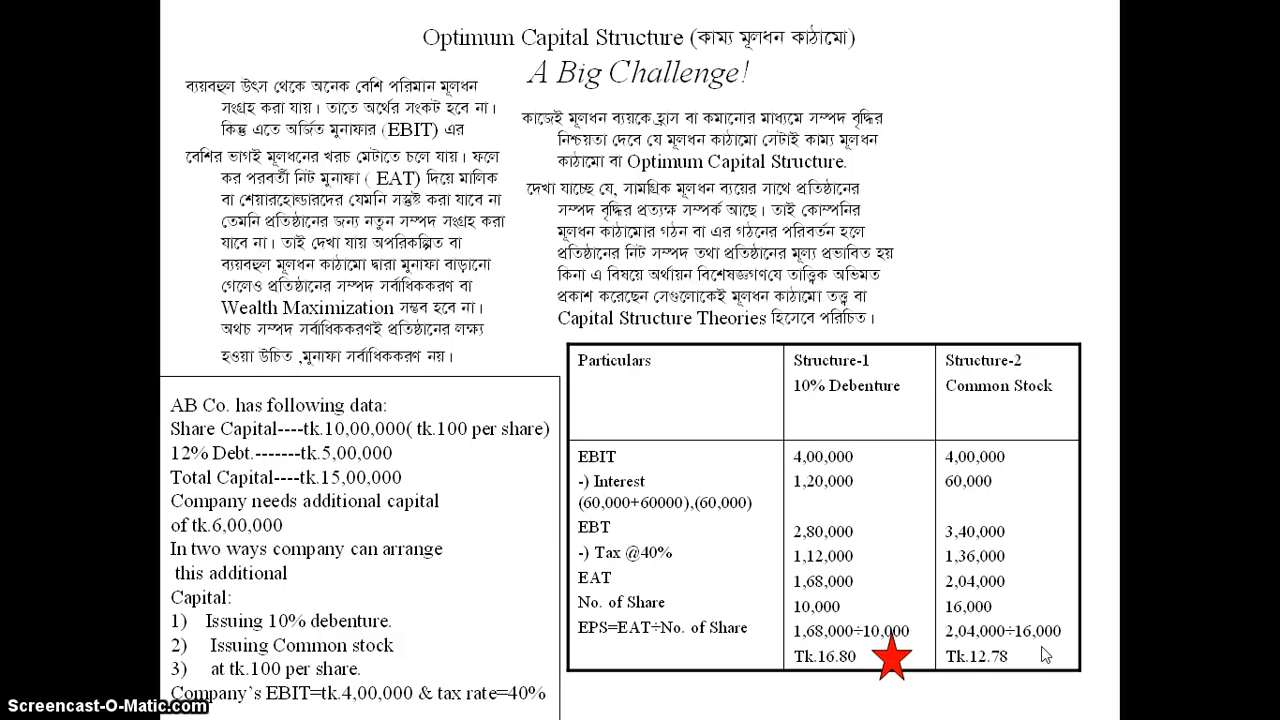 Optimum Capital Structure (কাম্য মূলধন কাঠামো)
A Big Challenge!
ব্যয়বহুল উৎস থেকে অনেক বেশি পরিমান মূলধন
সংগ্রহ করা যায়। তাতে অর্থের সংকট হবে না।
কিন্তু এতে অর্জিত মুনাফার (EBIT) এর
বেশির ভাগই মূলধনের খরচ মেটাতে চলে যায়। ফলে
কর পরবর্তী নিট মুনাফা ( EAT) দিয়ে মালিক
বা শেয়ারহোল্ডারদের যেমনি সন্তুষ্ট করা যাবে না
তেমনি প্রতিষ্ঠানের জন্য নতুন সম্পদ সংগ্রহ করা
যাবে না। তাই দেখা যায় অপরিকল্পিত বা
ব্যয়বহুল মূলধন কাঠামো দ্বারা মুনাফা বাড়ানো
গেলেও প্রতিষ্ঠানের সম্পদ সর্বাধিককরণ বা
Wealth Maximization সম্ভব হবে না।
অথচ সম্পদ সর্বাধিককরণই প্রতিষ্ঠানের লক্ষ্য
হওয়া উচিত ,মুনাফা সর্বাধিককরণ নয়।
কাজেই মূলধন ব্যয়কে হ্রাস বা কমানোর মাধ্যমে সম্পদ বৃদ্ধির
নিশ্চয়তা দেবে যে মূলধন কাঠামো সেটাই কাম্য মূলধন
কাঠামো বা Optimum Capital Structure.
দেখা যাচ্ছে যে, সামগ্রিক মূলধন ব্যয়ের সাথে প্রতিষ্ঠানের
সম্পদ বৃদ্ধির প্রত্যক্ষ সম্পর্ক আছে। তাই কোম্পনির
মূলধন কাঠামোর গঠন বা এর গঠনের পরিবর্তন হলে
প্রতিষ্ঠানের নিট সম্পদ তথা প্রতিষ্ঠানের মূল্য প্রভাবিত হয়
কিনা এ বিষয়ে অর্থায়ন বিশেষজ্ঞগণযে তাত্ত্বিক অভিমত
প্রকাশ করেছেন সেগুলোকেই মূলধন কাঠামো তত্ত্ব বা
Capital Structure Theories হিসেবে পরিচিত।
AB Co. has following data:
Share Capital----tk.10,00,000( tk.100 per share)
12% Debt.-------tk.5,00,000
Total Capital----tk.15,00,000
Company needs additional capital
of tk.6,00,000
In two ways company can arrange
this additional
Capital:
1) Issuing 10% debenture.
2) Issuing Common stock
3) at tk.100 per share.
Company’s EBIT=tk.4,00,000 & tax rate=40%
Particulars Structure-1 Structure-2
10% Debenture Common Stock
EBIT 4,00,000 4,00,000
-) Interest 1,20,000 60,000
(60,000+60000),(60,000)
EBT 2,80,000 3,40,000
-) Tax @40% 1,12,000 1,36,000
EAT 1,68,000 2,04,000
No. of Share 10,000 16,000
EPS=EAT÷No. of Share 1,68,000÷10,000 2,04,000÷16,000
Tk.16.80 Tk.12.78
Screencast-O-Matic.com